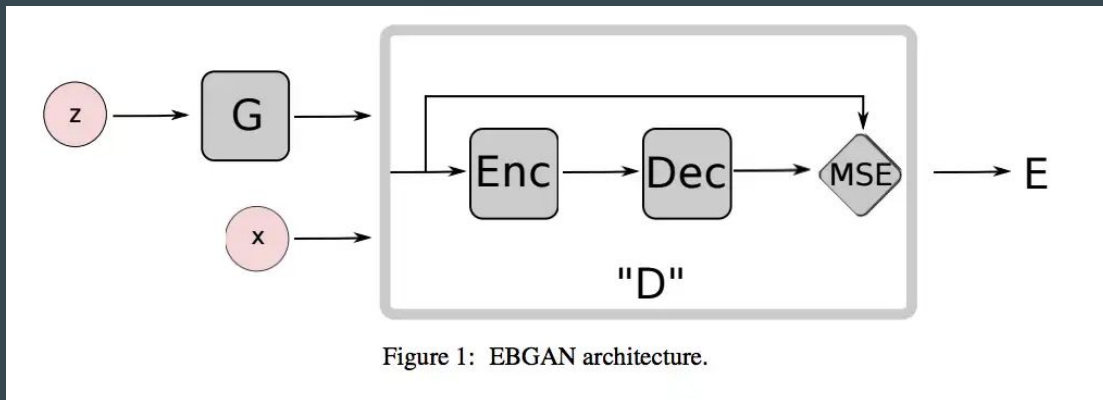 z
G
Enc
Dec
MSE
E
x
"D"
Figure 1: EBGAN architecture.